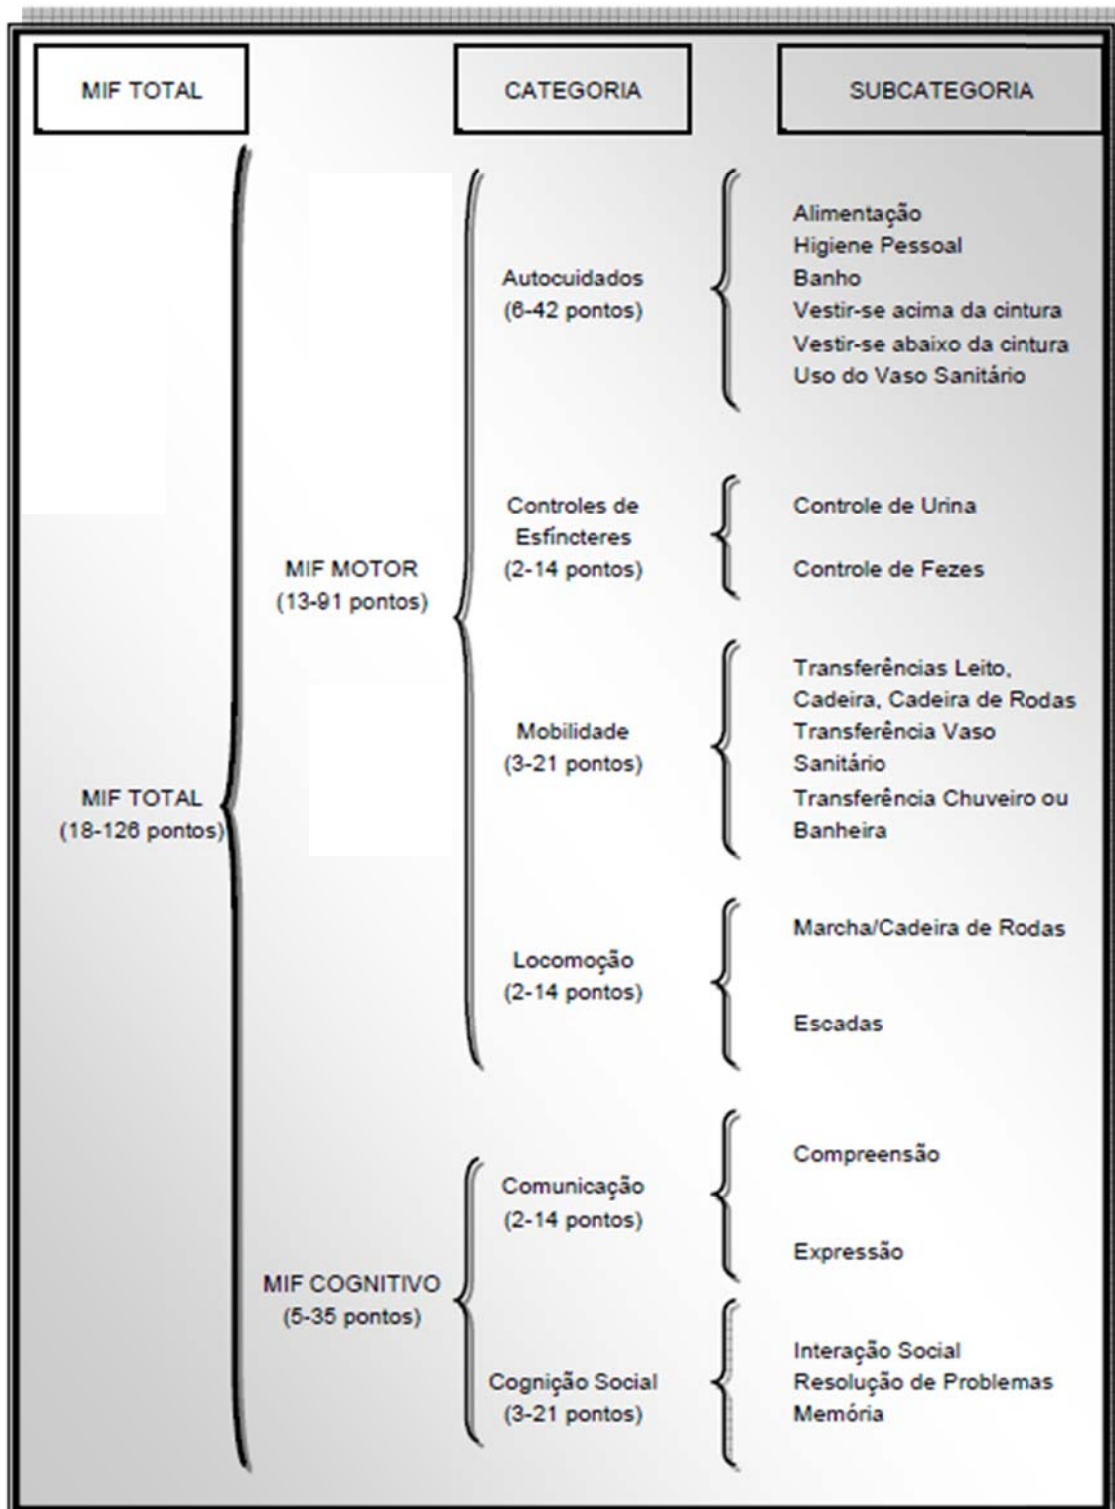 MIF TOTAL
CATEGORIA
SUBCATEGORIA
MIF TOTAL
(18-126 pontos)
MIF MOTOR
(13-91 pontos)
Autocuidados
(6-42 pontos)
Alimentação
Higiene Pessoal
Banho
Vestir-se acima da cintura
Vestir-se abaixo da cintura
Uso do Vaso Sanitário
Controles de
Esfíncteres
(2-14 pontos)
Controle de Urina
Controle de Fezes
Mobilidade
(3-21 pontos)
Transferências Leito,
Cadeira, Cadeira de Rodas
Transferência Vaso
Sanitário
Transferência Chuveiro ou
Banheira
Locomoção
(2-14 pontos)
Marcha/Cadeira de Rodas
Escadas
MIF COGNITIVO
(5-35 pontos)
Comunicação
(2-14 pontos)
Compreensão
Expressão
Cognição Social
(3-21 pontos)
Interação Social
Resolução de Problemas
Memória